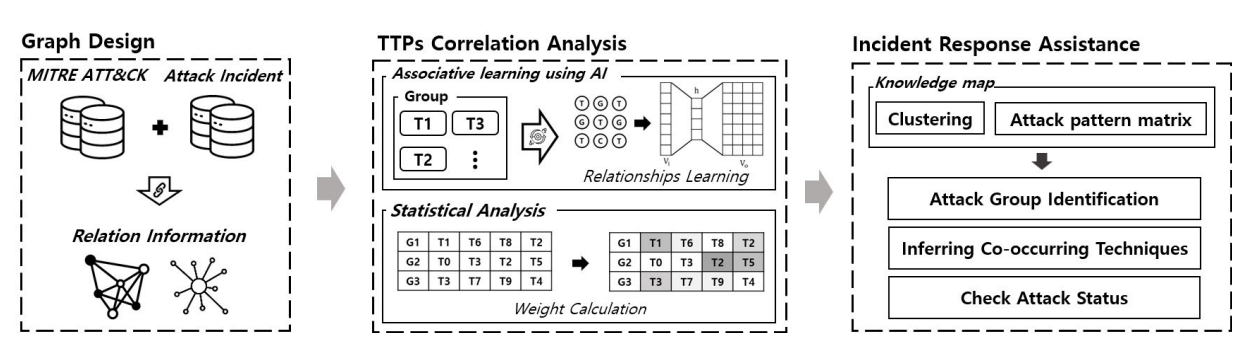 Graph Design
MITRE ATT&CK Attack Incident
Relation Information
TTPs Correlation Analysis
Associative learning using AI
Group
T1 T3
T2
T G T
G T G
T C T
h
Vi
Vo
Relationships Learning
Statistical Analysis
G1 T1 T6 T8 T2
G2 T0 T3 T2 T5
G3 T3 T7 T9 T4
G1 T1 T6 T8 T2
G2 T0 T3 T2 T5
G3 T3 T7 T9 T4
Weight Calculation
Incident Response Assistance
Knowledge map
Clustering Attack pattern matrix
Attack Group Identification
Inferring Co-occurring Techniques
Check Attack Status